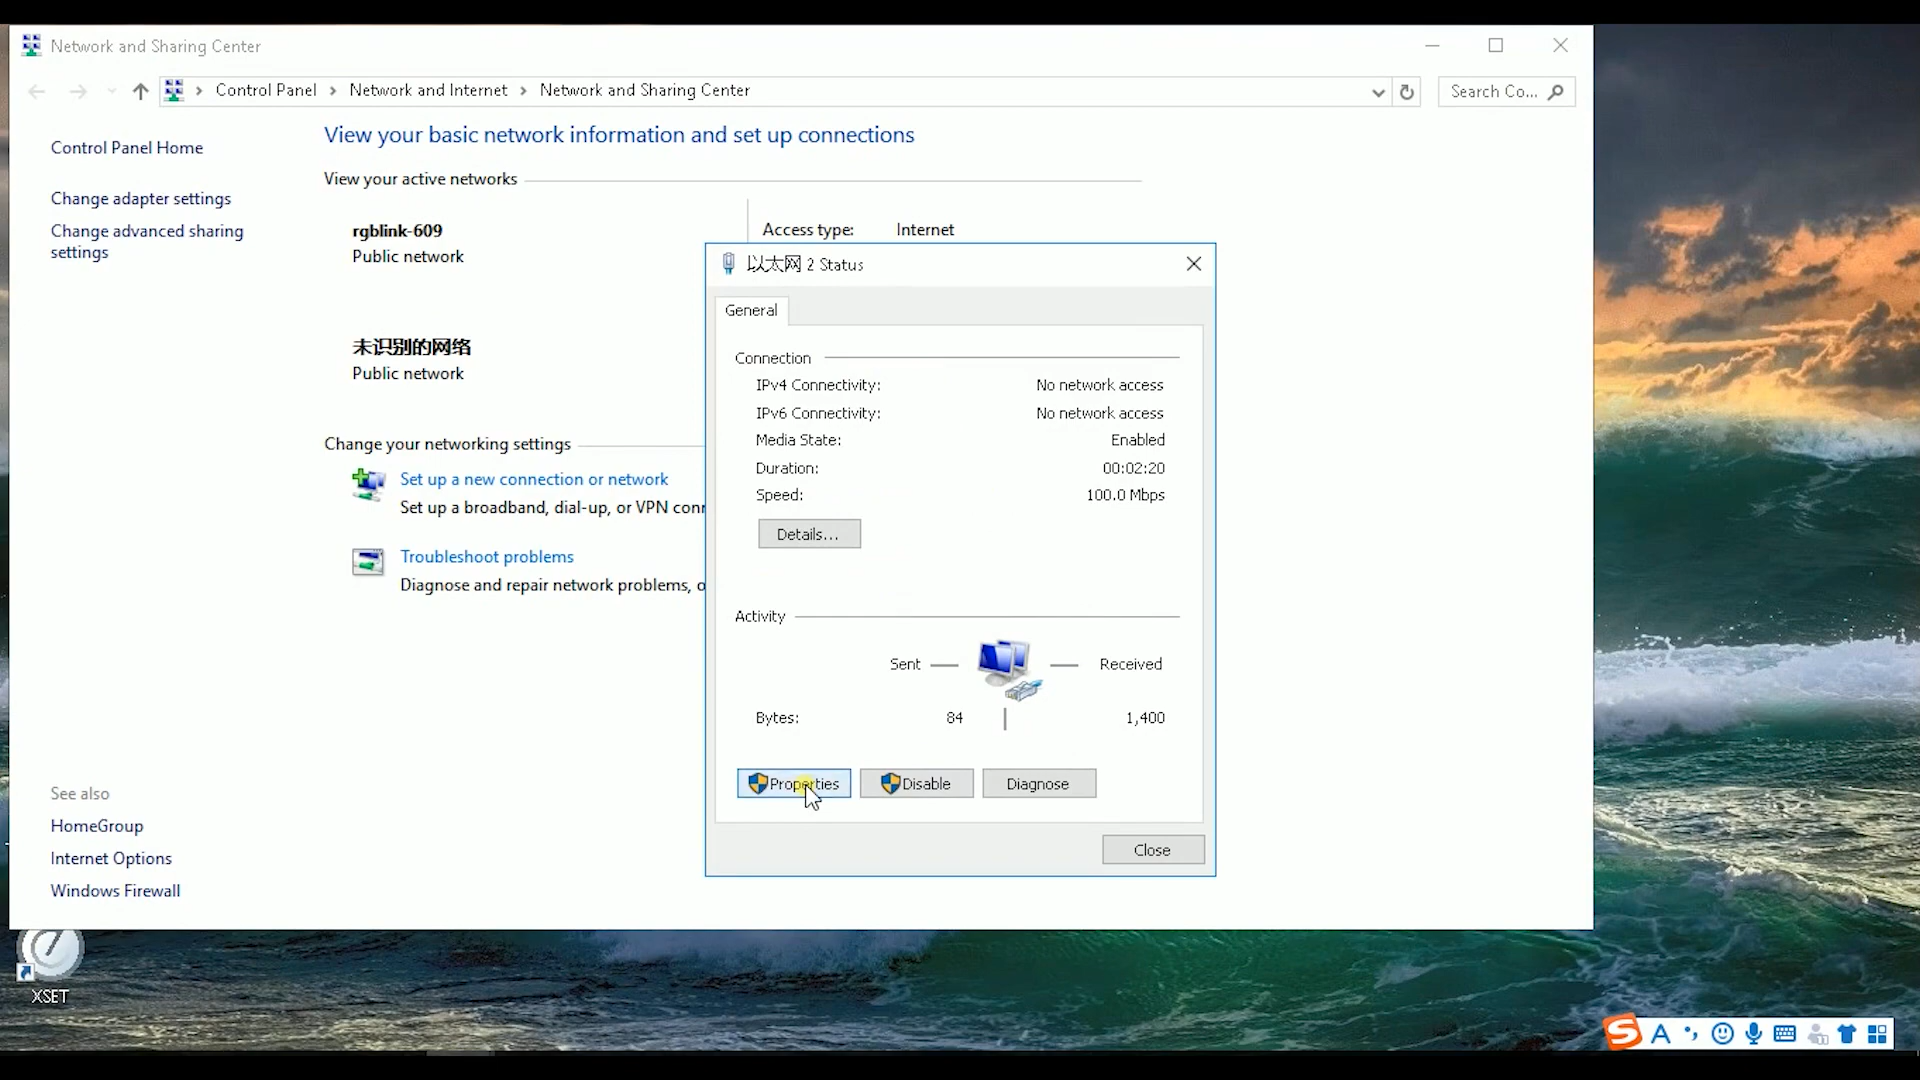 Network and Sharing Center
Control Panel > Network and Internet > Network and Sharing Center
Search Co...
Control Panel Home
Change adapter settings
Change advanced sharing
settings
View your basic network information and set up connections
View your active networks
rgblink-609
Public network
Access type: Internet
未识别的网络
Public network
Change your networking settings
Set up a new connection or network
Set up a broadband, dial-up, or VPN conn
Troubleshoot problems
Diagnose and repair network problems, o
以太网 2 Status
General
Connection
IPv4 Connectivity: No network access
IPv6 Connectivity: No network access
Media State: Enabled
Duration: 00:02:20
Speed: 100.0 Mbps
Details...
Activity
Sent
Received
Bytes: 84 1,400
Properties
Disable
Diagnose
Close
See also
HomeGroup
Internet Options
Windows Firewall
XSET
S A